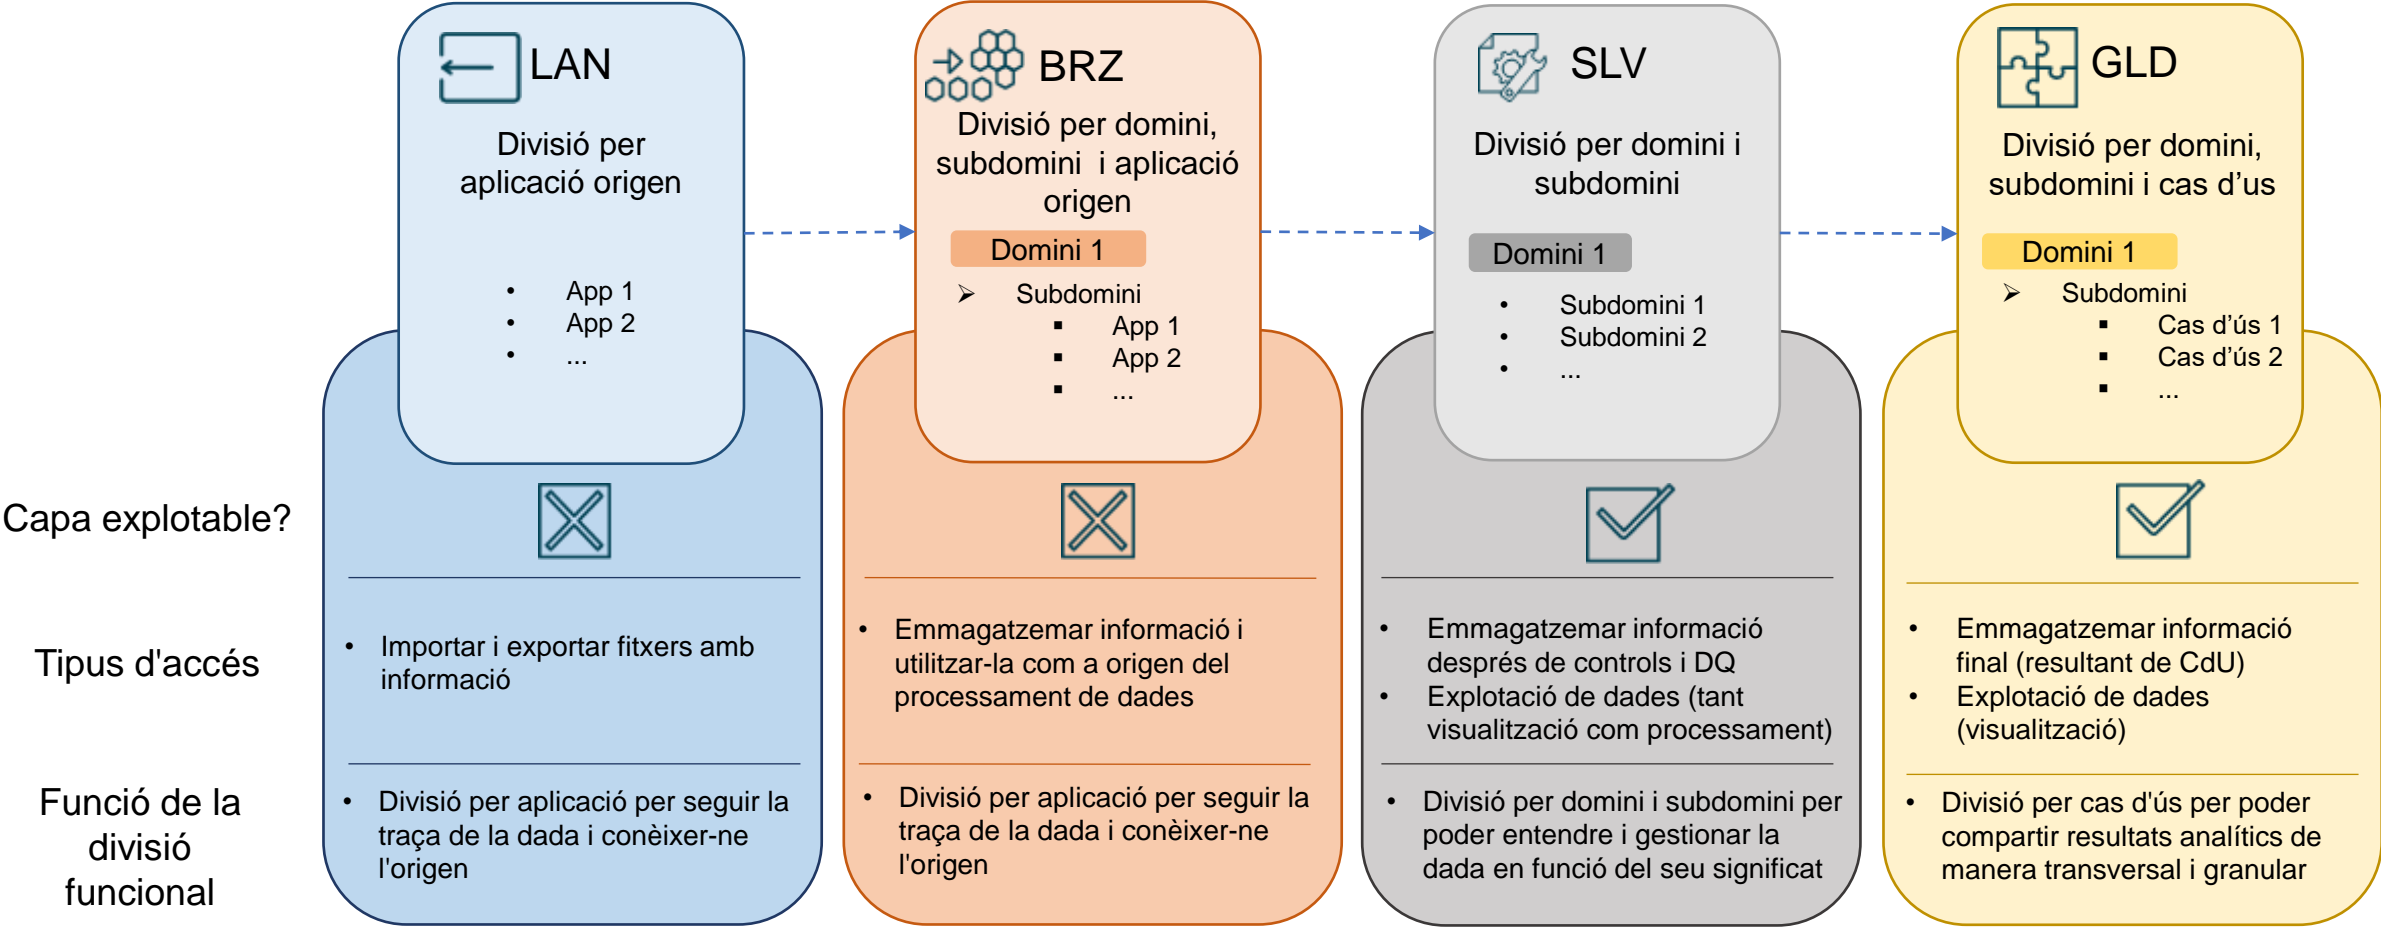 LAN
Divisió per
aplicació origen
• App 1
• App 2
• ...
BRZ
Divisió per domini,
subdomini i aplicació
origen
Domini 1
➢ Subdomini
▪ App 1
▪ App 2
▪ ...
SLV
Divisió per domini i
subdomini
Domini 1
• Subdomini 1
• Subdomini 2
• ...
GLD
Divisió per domini,
subdomini i cas d’us
Domini 1
➢ Subdomini
▪ Cas d’ús 1
▪ Cas d’ús 2
▪ ...
Capa explotable?
Tipus d'accés
• Importar i exportar fitxers amb
informació
• Emmagatzemar informació i
utilitzar-la com a origen del
processament de dades
• Emmagatzemar informació
després de controls i DQ
• Explotació de dades (tant
visualització com processament)
• Emmagatzemar informació
final (resultant de CdU)
• Explotació de dades
(visualització)
Funció de la
divisió
funcional
• Divisió per aplicació per seguir la
traça de la dada i conèixer-ne
l'origen
• Divisió per aplicació per seguir la
traça de la dada i conèixer-ne
l'origen
• Divisió per domini i subdomini per
poder entendre i gestionar la
dada en funció del seu significat
• Divisió per cas d'ús per poder
compartir resultats analítics de
manera transversal i granular